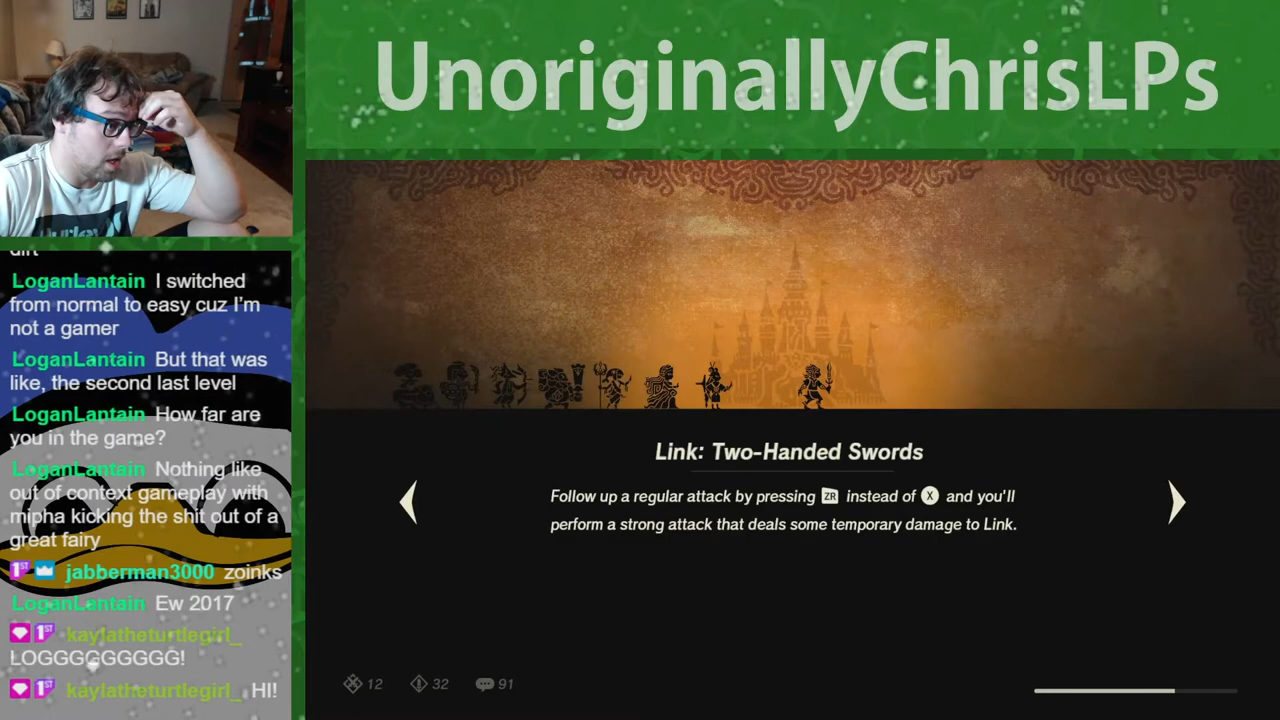 UnoriginallyChrisLPs
dirt
LoganLantain I switched
from normal to easy cuz I'm
not a gamer
LoganLantain But that was
like, the second last level
LoganLantain How far are
you in the game?
LoganLantain Nothing like
out of context gameplay with
mipha kicking the shit out of a
great fairy
1ST jabberman3000 zoinks
LoganLantain Ew 2017
1ST kaylatheturtlegirl_
LOGGGGGGGGG!
1ST kaylatheturtlegirl_ HI!
Link: Two-Handed Swords
Follow up a regular attack by pressing ZR instead of X and you'll
perform a strong attack that deals some temporary damage to Link.
12 32 91